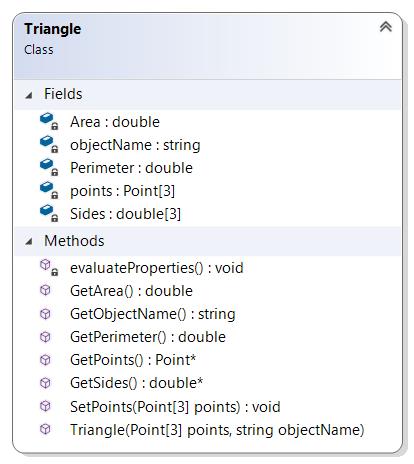 Triangle
Class
Fields
Area : double
objectName : string
Perimeter : double
points : Point[3]
Sides : double[3]
Methods
evaluateProperties() : void
GetArea() : double
GetObjectName() : string
GetPerimeter() : double
GetPoints() : Point*
GetSides() : double*
SetPoints(Point[3] points) : void
Triangle(Point[3] points, string objectName)